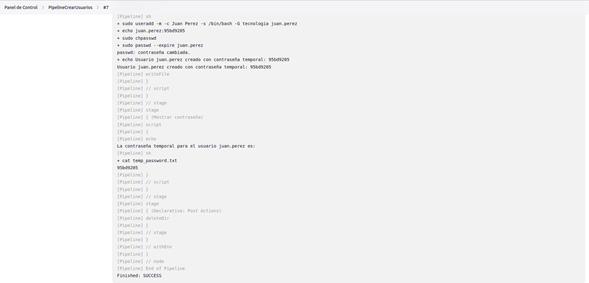 Panel de Control > PipelineCrearUsuarios > #7
[Pipeline] sh
+ sudo useradd -m -c Juan Perez -s /bin/bash -G tecnologia juan.perez
+ echo juan.perez:95bd9205
+ sudo chpasswd
+ sudo passwd --expire juan.perez
passwd: contraseña cambiada.
+ echo Usuario juan.perez creado con contraseña temporal: 95bd9205
Usuario juan.perez creado con contraseña temporal: 95bd9205
[Pipeline] writeFile
[Pipeline] }
[Pipeline] // script
[Pipeline] }
[Pipeline] // stage
[Pipeline] stage
[Pipeline] { (Mostrar contraseña)
[Pipeline] script
[Pipeline] {
[Pipeline] echo
La contraseña temporal para el usuario juan.perez es:
[Pipeline] sh
+ cat temp_password.txt
95bd9205
[Pipeline] }
[Pipeline] // script
[Pipeline] }
[Pipeline] // stage
[Pipeline] stage
[Pipeline] { (Declarative: Post Actions)
[Pipeline] deleteDir
[Pipeline] }
[Pipeline] // stage
[Pipeline] }
[Pipeline] // withEnv
[Pipeline] }
[Pipeline] // node
[Pipeline] End of Pipeline
Finished: SUCCESS